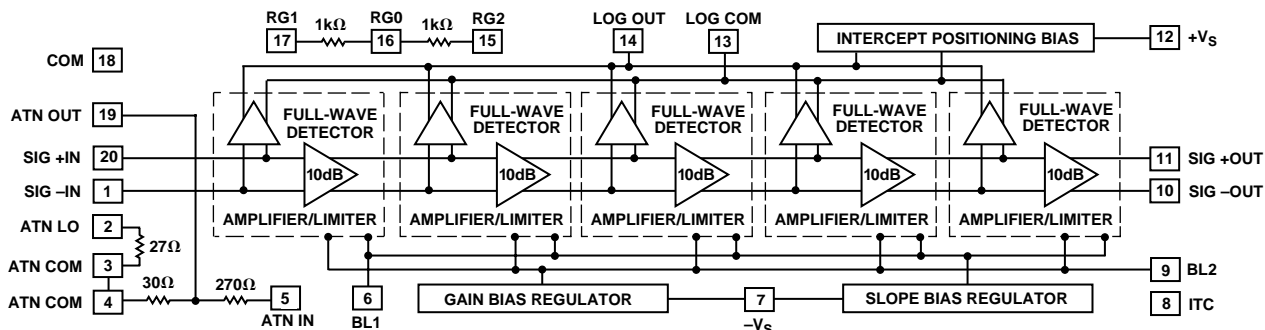 RG1 RG0 RG2
1kΩ 1kΩ
17 16 15
LOG OUT LOG COM
14 13
INTERCEPT POSITIONING BIAS
12 +VS
COM 18
ATN OUT 19
SIG +IN 20
SIG –IN 1
ATN LO 2
27Ω
ATN COM 3
ATN COM 4
30Ω
270Ω
5
ATN IN
FULL-WAVE DETECTOR
10dB
AMPLIFIER/LIMITER
FULL-WAVE DETECTOR
10dB
AMPLIFIER/LIMITER
FULL-WAVE DETECTOR
10dB
AMPLIFIER/LIMITER
FULL-WAVE DETECTOR
10dB
AMPLIFIER/LIMITER
FULL-WAVE DETECTOR
10dB
AMPLIFIER/LIMITER
11 SIG +OUT
10 SIG –OUT
9 BL2
8 ITC
6
BL1
GAIN BIAS REGULATOR
7
–VS
SLOPE BIAS REGULATOR